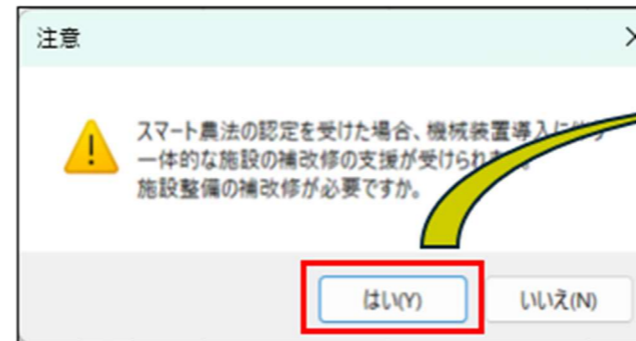 注意
スマート農法の認定を受けた場合、機械装置導入に
一体的な施設の補改修の支援が受けられ
施設整備の補改修が必要ですか。
はい(Y)
いいえ(N)